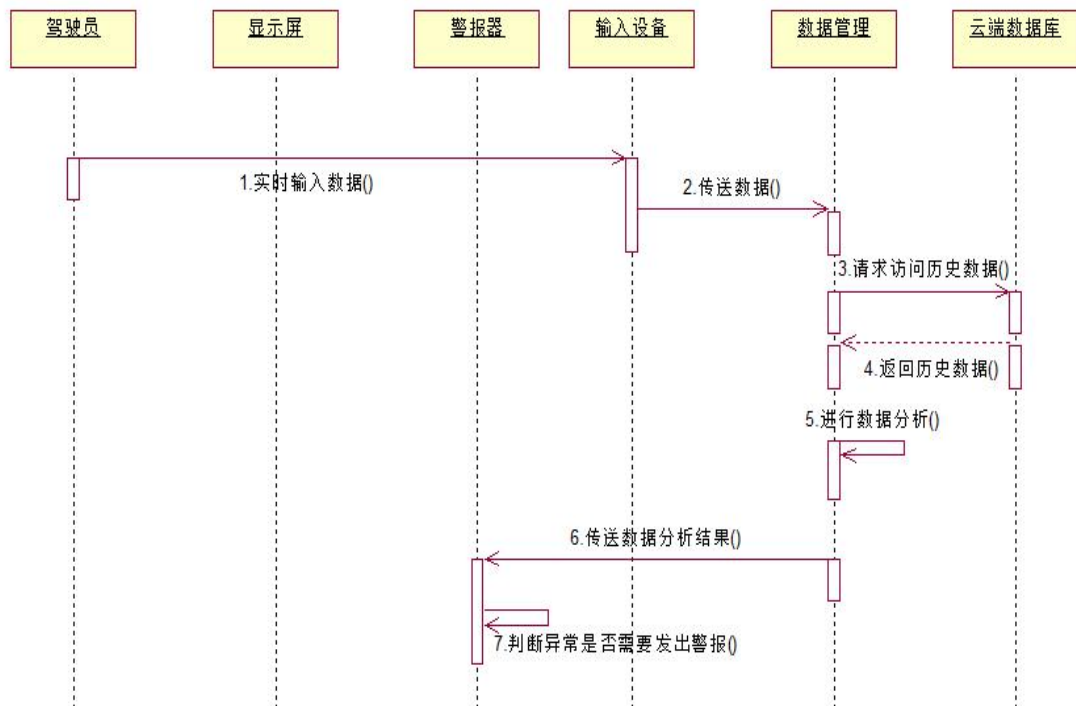 驾驶员
显示屏
警报器
输入设备
数据管理
云端数据库
1.实时输入数据()
2.传送数据()
3.请求访问历史数据()
4.返回历史数据()
5.进行数据分析()
6.传送数据分析结果()
7.判断异常是否需要发出警报()